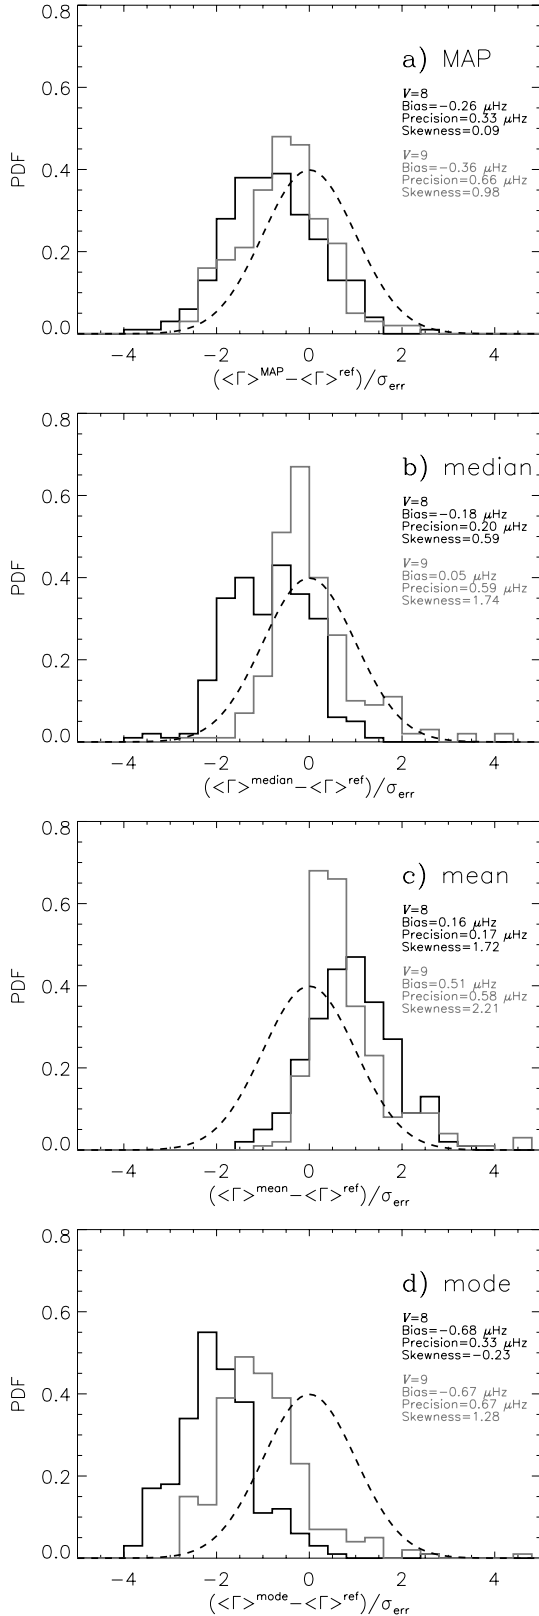 0.8
0.6
0.4
0.2
0.0
PDF
a) MAP
V=8
Bias=−0.26 μHz
Precision=0.33 μHz
Skewness=0.09
V=9
Bias=−0.36 μHz
Precision=0.66 μHz
Skewness=0.98
−4 −2 0 2 4
(<Γ>^MAP−<Γ>^ref)/σ_err
0.8
0.6
0.4
0.2
0.0
PDF
b) median
V=8
Bias=−0.18 μHz
Precision=0.20 μHz
Skewness=0.59
V=9
Bias=0.05 μHz
Precision=0.59 μHz
Skewness=1.74
−4 −2 0 2 4
(<Γ>^median−<Γ>^ref)/σ_err
0.8
0.6
0.4
0.2
0.0
PDF
c) mean
V=8
Bias=0.16 μHz
Precision=0.17 μHz
Skewness=1.72
V=9
Bias=0.51 μHz
Precision=0.58 μHz
Skewness=2.21
−4 −2 0 2 4
(<Γ>^mean−<Γ>^ref)/σ_err
0.8
0.6
0.4
0.2
0.0
PDF
d) mode
V=8
Bias=−0.68 μHz
Precision=0.33 μHz
Skewness=−0.23
V=9
Bias=−0.67 μHz
Precision=0.67 μHz
Skewness=1.28
−4 −2 0 2 4
(<Γ>^mode−<Γ>^ref)/σ_err